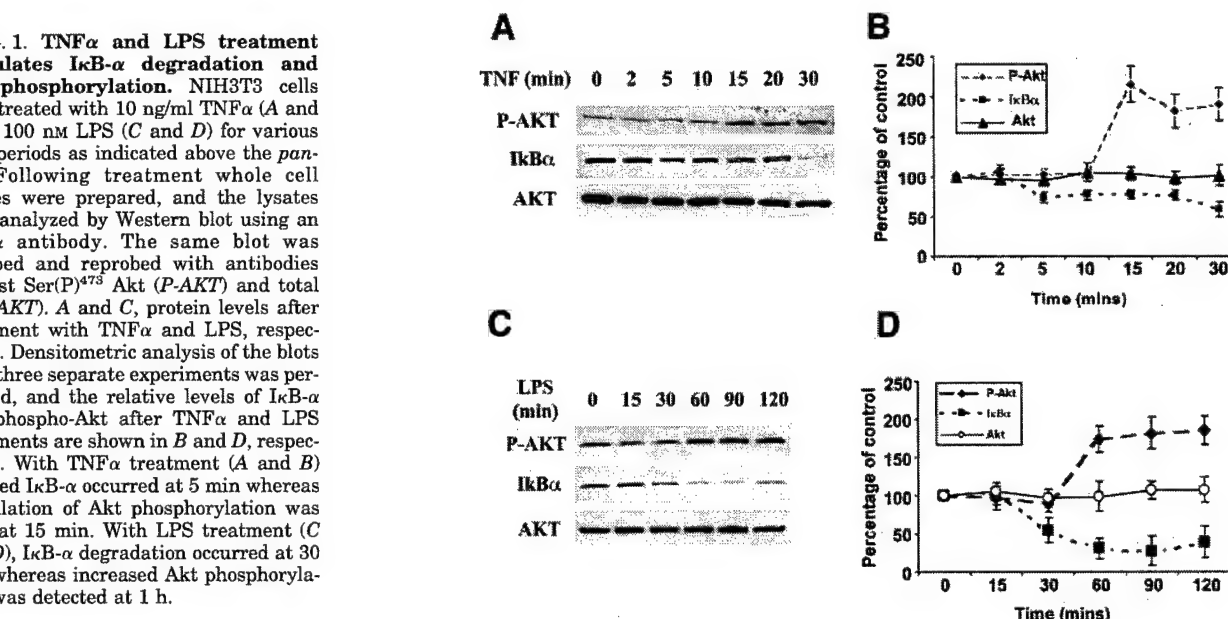 . 1. TNFα and LPS treatment
ulates IκB-α degradation and
phosphorylation. NIH3T3 cells
treated with 10 ng/ml TNFα (A and
100 nM LPS (C and D) for various
periods as indicated above the pan-
Following treatment whole cell
es were prepared, and the lysates
analyzed by Western blot using an
α antibody. The same blot was
ped and reprobed with antibodies
st Ser(P)⁴⁷³ Akt (P-AKT) and total
AKT). A and C, protein levels after
ment with TNFα and LPS, respec-
. Densitometric analysis of the blots
three separate experiments was per-
d, and the relative levels of IκB-α
phospho-Akt after TNFα and LPS
ments are shown in B and D, respec-
. With TNFα treatment (A and B)
ed IκB-α occurred at 5 min whereas
lation of Akt phosphorylation was
at 15 min. With LPS treatment (C
D), IκB-α degradation occurred at 30
whereas increased Akt phosphoryla-
was detected at 1 h.
A
TNF (min) 0 2 5 10 15 20 30
P-AKT
IkBα
AKT
B
Percentage of control
250
200
150
100
50
0
P-Akt
IκBα
Akt
0 2 5 10 15 20 30
Time (mins)
C
LPS
(min)
0 15 30 60 90 120
P-AKT
IkBα
AKT
D
Percentage of control
250
200
150
100
50
0
P-Akt
IκBα
Akt
0 15 30 60 90 120
Time (mins)